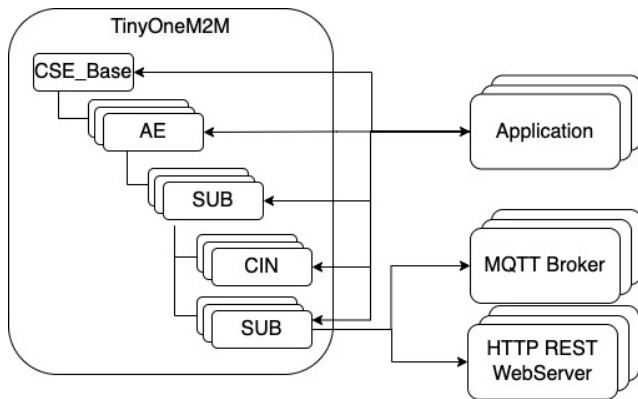 TinyOneM2M
CSE_Base
AE
SUB
CIN
SUB
Application
MQTT Broker
HTTP REST
WebServer